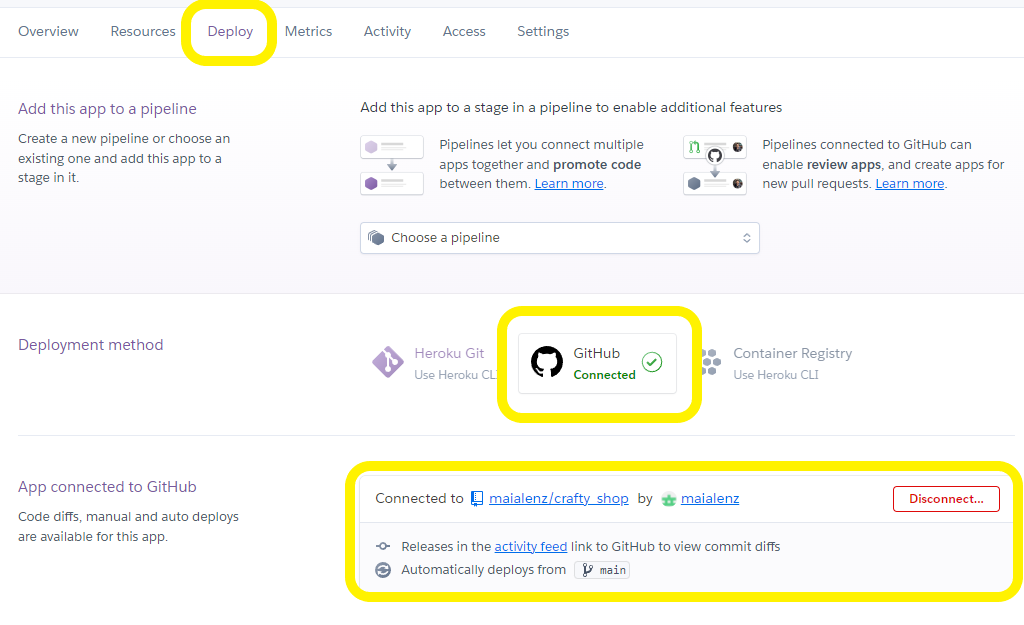 Overview Resources Deploy Metrics Activity Access Settings
Add this app to a pipeline
Create a new pipeline or choose an
existing one and add this app to a
stage in it.
Add this app to a stage in a pipeline to enable additional features
Pipelines let you connect multiple
apps together and promote code
between them. Learn more.
Pipelines connected to GitHub can
enable review apps, and create apps for
new pull requests. Learn more.
Choose a pipeline
Deployment method
Heroku Git
Use Heroku CL
GitHub
Connected
Container Registry
Use Heroku CLI
App connected to GitHub
Code diffs, manual and auto deploys
are available for this app.
Connected to maialenz/crafty_shop by maialenz
Disconnect...
Releases in the activity feed link to GitHub to view commit diffs
Automatically deploys from main